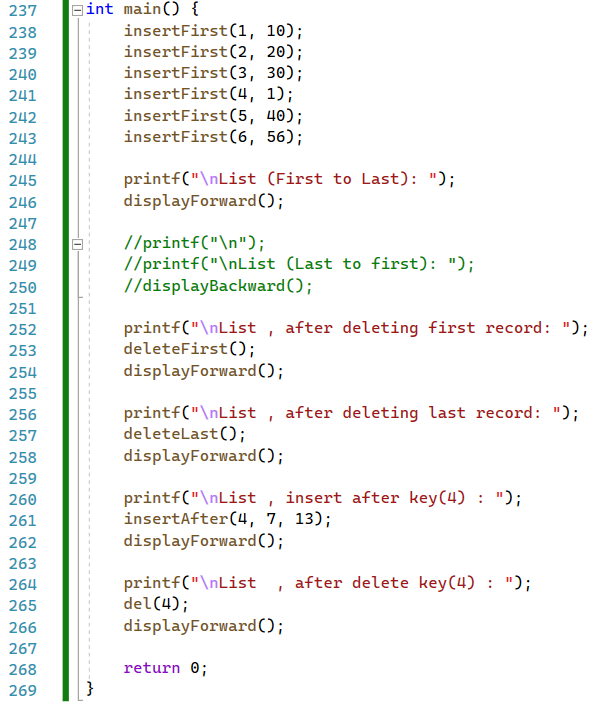 237 int main() {
238 insertFirst(1, 10);
239 insertFirst(2, 20);
240 insertFirst(3, 30);
241 insertFirst(4, 1);
242 insertFirst(5, 40);
243 insertFirst(6, 56);
244
245 printf("\nList (First to Last): ");
246 displayForward();
247
248 //printf("\n");
249 //printf("\nList (Last to first): ");
250 //displayBackward();
251
252 printf("\nList , after deleting first record: ");
253 deleteFirst();
254 displayForward();
255
256 printf("\nList , after deleting last record: ");
257 deleteLast();
258 displayForward();
259
260 printf("\nList , insert after key(4) : ");
261 insertAfter(4, 7, 13);
262 displayForward();
263
264 printf("\nList  , after delete key(4) : ");
265 del(4);
266 displayForward();
267
268 return 0;
269 }